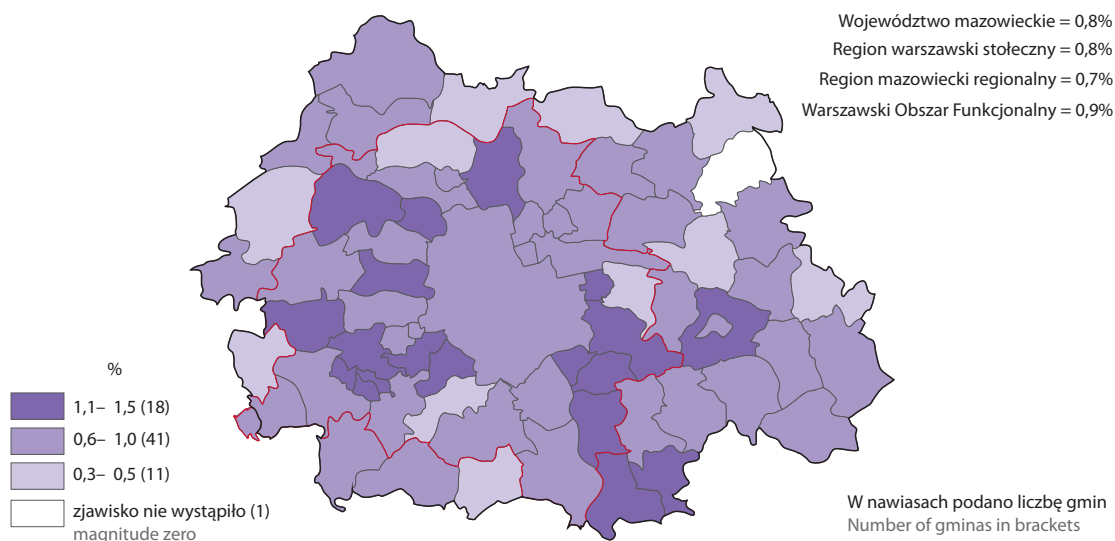 Województwo mazowieckie = 0,8%
Region warszawski stołeczny = 0,8%
Region mazowiecki regionalny = 0,7%
Warszawski Obszar Funkcjonalny = 0,9%
%
1,1– 1,5 (18)
0,6– 1,0 (41)
0,3– 0,5 (11)
zjawisko nie wystąpiło (1)
magnitude zero
W nawiasach podano liczbę gmin
Number of gminas in brackets